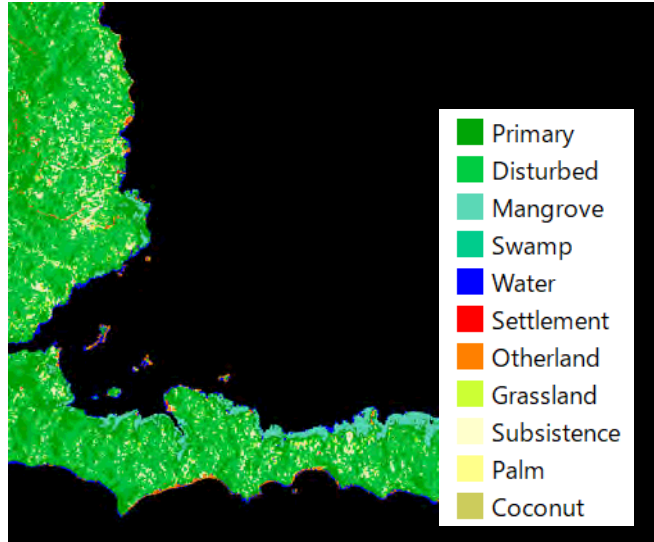 Primary
Disturbed
Mangrove
Swamp
Water
Settlement
Otherland
Grassland
Subsistence
Palm
Coconut